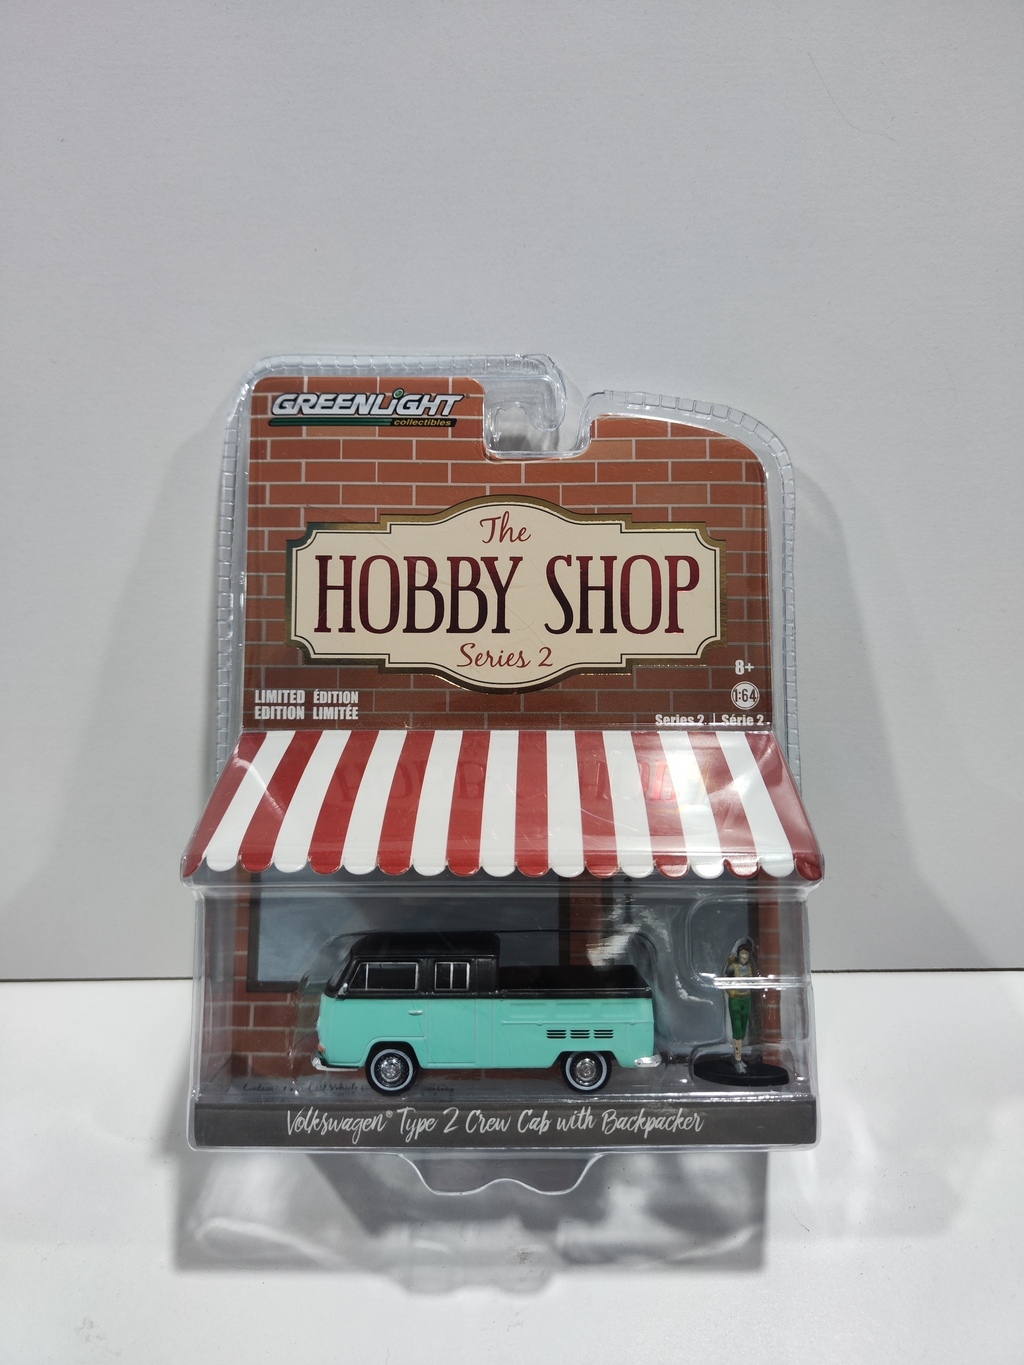 GREENLiGHT
collectibles
The
HOBBY SHOP
Series 2
8+
1:64
LIMITED ÉDITION
EDITION LIMITÉE
Series 2 | Série 2
Volkswagen® Type 2 Crew Cab with Backpacker